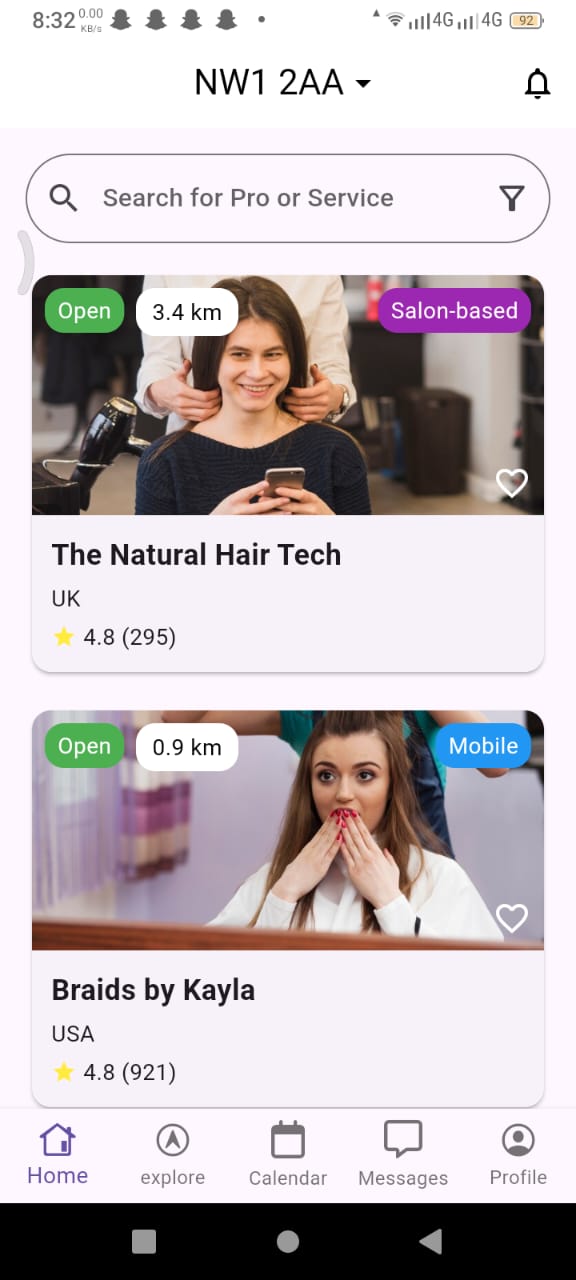 8:32 0.00 KB/s 4G 4G 92
NW1 2AA
Search for Pro or Service
Open 3.4 km Salon-based
The Natural Hair Tech
UK
4.8 (295)
Open 0.9 km Mobile
Braids by Kayla
USA
4.8 (921)
Home explore Calendar Messages Profile